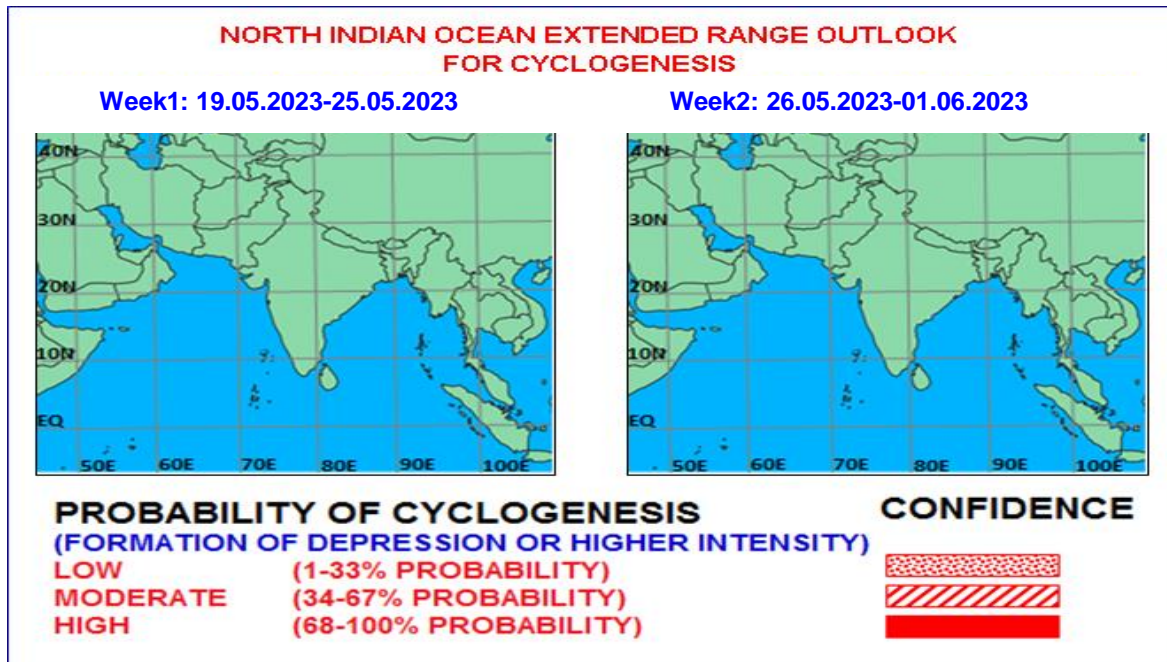 NORTH INDIAN OCEAN EXTENDED RANGE OUTLOOK
FOR CYCLOGENESIS
Week1: 19.05.2023-25.05.2023
Week2: 26.05.2023-01.06.2023
40N
30N
20N
10N
EQ
50E 60E 70E 80E 90E 100E
40N
30N
20N
10N
EQ
50E 60E 70E 80E 90E 100E
PROBABILITY OF CYCLOGENESIS
CONFIDENCE
(FORMATION OF DEPRESSION OR HIGHER INTENSITY)
LOW (1-33% PROBABILITY)
MODERATE (34-67% PROBABILITY)
HIGH (68-100% PROBABILITY)